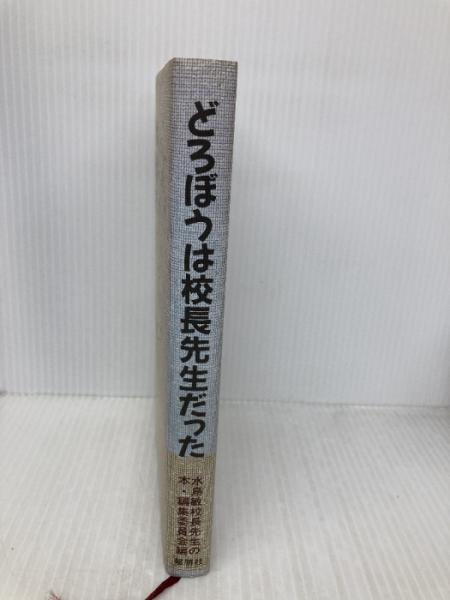 どろぼうは校長先生だった
水島敏校長先生の
本・編集委員会編